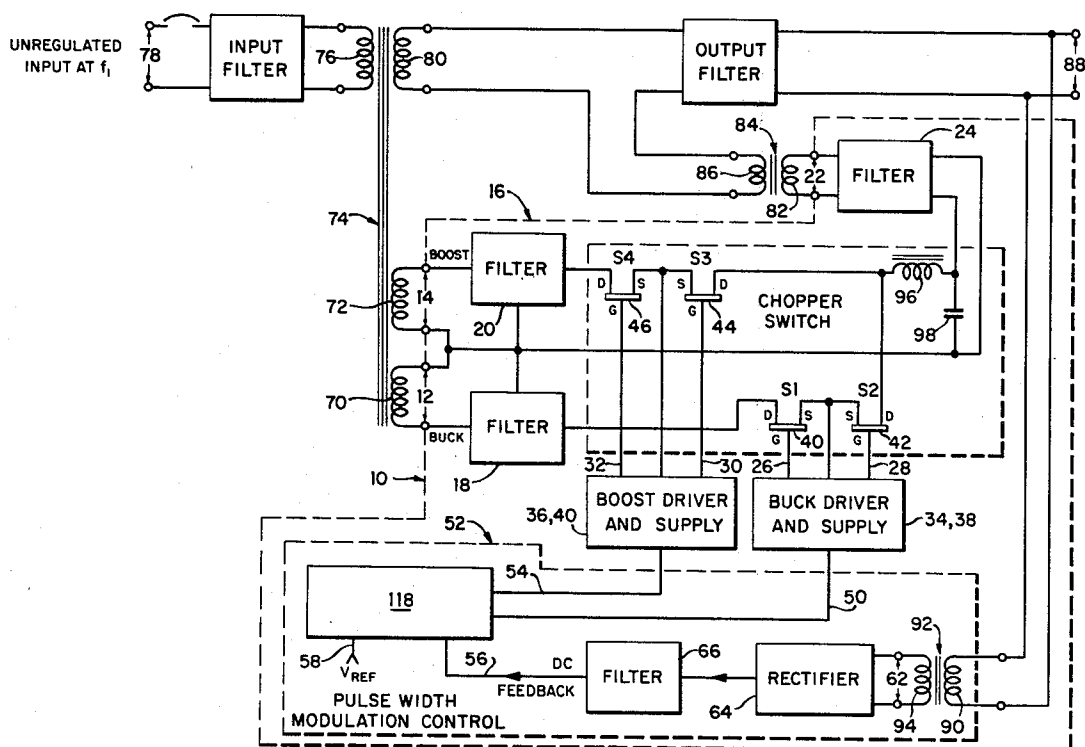 UNREGULATED
INPUT AT f₁
78
INPUT
FILTER
76
80
OUTPUT
FILTER
88
84
86
22
82
24
FILTER
16
74
BOOST
FILTER
20
72
14
S4
S3
D
S
S
D
G
G
46
44
CHOPPER
SWITCH
96
98
70
12
BUCK
FILTER
18
S1
S2
D
S
S
D
G
G
40
42
10
32
30
26
28
36,40
BOOST DRIVER
AND SUPPLY
BUCK DRIVER
AND SUPPLY
34,38
52
54
50
118
58
VREF
56
DC
FEEDBACK
FILTER
66
RECTIFIER
64
62
94
92
90
PULSE WIDTH
MODULATION CONTROL